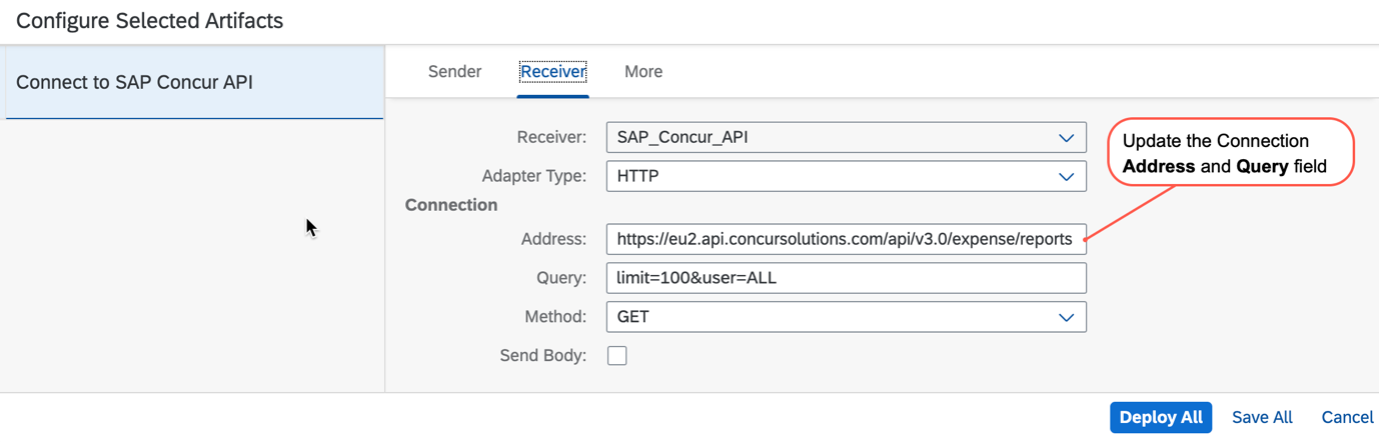 Configure Selected Artifacts
Connect to SAP Concur API
Sender Receiver More
Receiver: SAP_Concur_API
Adapter Type: HTTP
Connection
Address: https://eu2.api.concursolutions.com/api/v3.0/expense/reports
Query: limit=100&user=ALL
Method: GET
Send Body:
Update the Connection
Address and Query field
Deploy All Save All Cancel